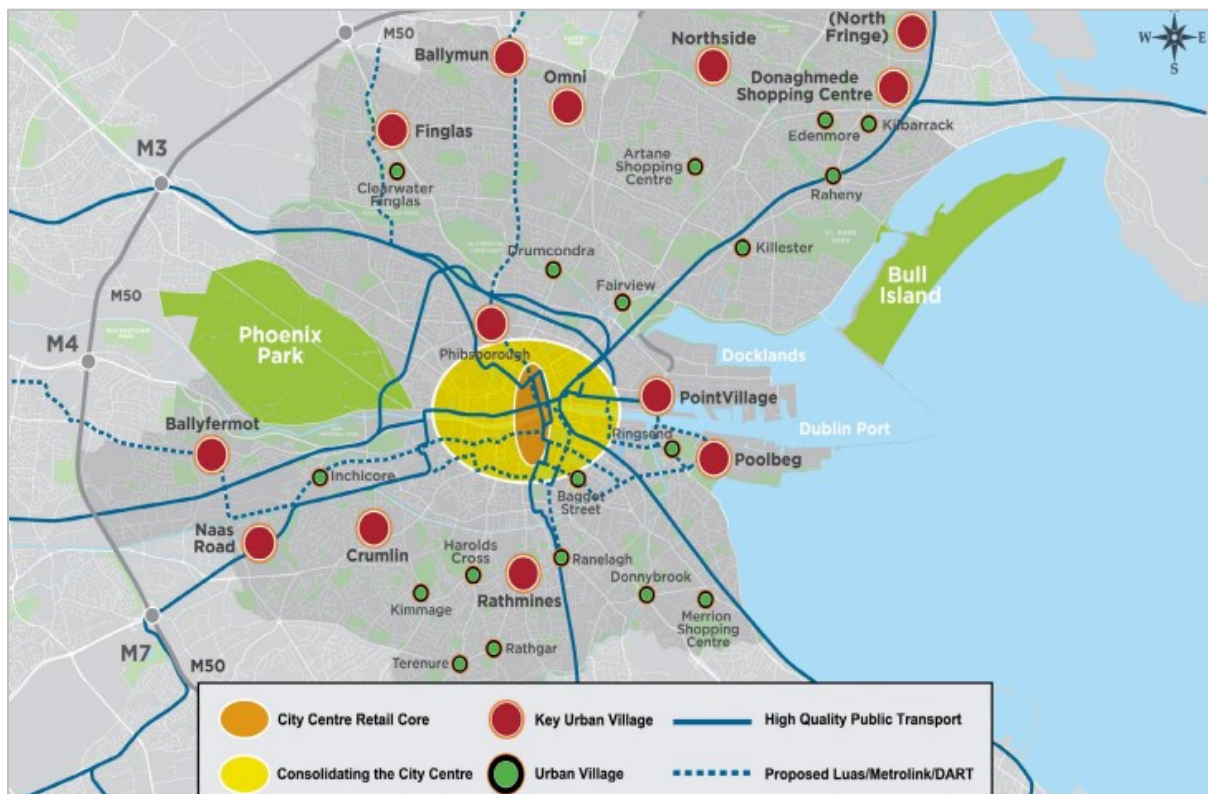 (North
Fringe)
M50
Ballymun
Northside
W
E
S
Omni
Donaghmede
Shopping Centre
Finglas
Edenmore
Kilbarrack
M3
Artane
Shopping
Centre
Clearwater
Finglas
Raheny
Drumcondra
Killester
Fairview
Bull
Island
M50
Phoenix
Park
M4
Phibsborough
Docklands
PointVillage
Ballyfermot
Ringsend
Dublin Port
Poolbeg
Inchicore
Bagget
Street
Naas
Road
Crumlin
Harolds
Cross
Ranelagh
Donnybrook
Kimmage
Rathmines
Merrion
Shopping
Centre
M7
Rathgar
Terenure
M50
City Centre Retail Core
Key Urban Village
High Quality Public Transport
Consolidating the City Centre
Urban Village
Proposed Luas/Metrolink/DART